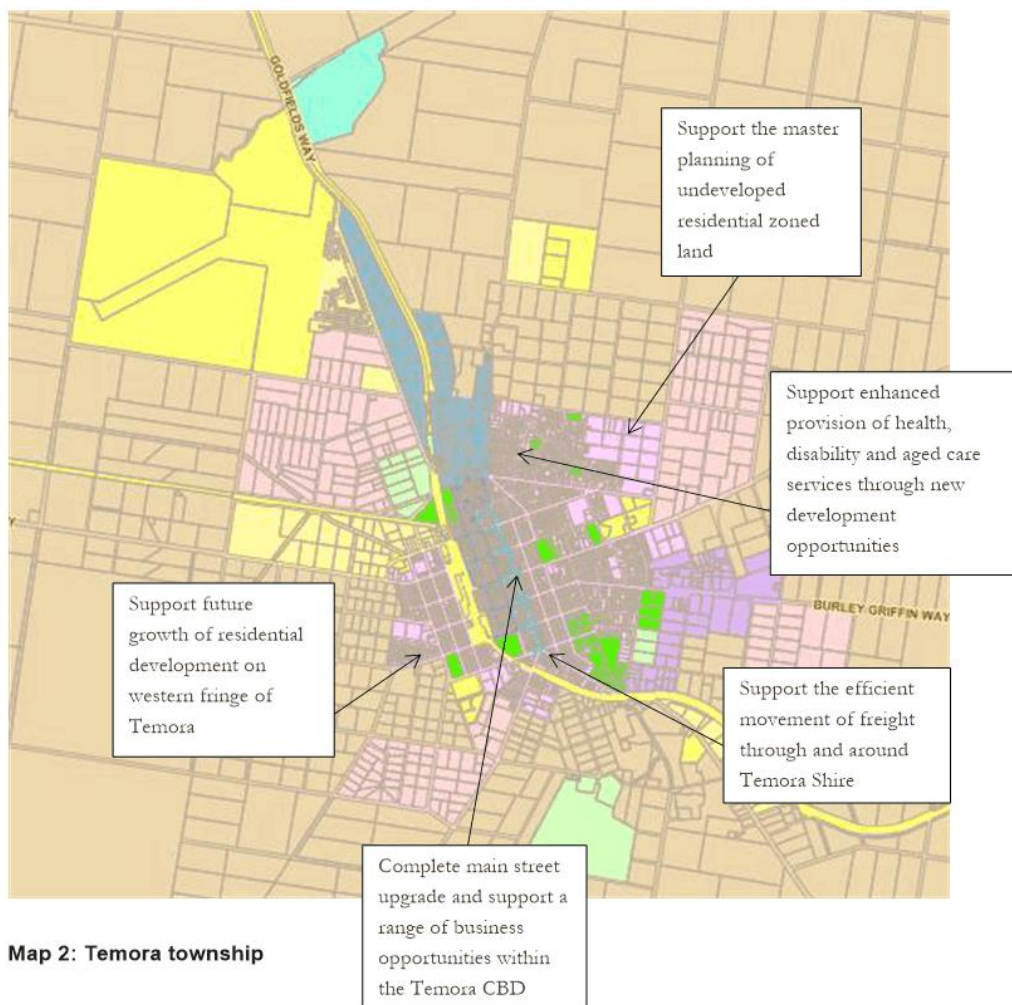 GOLDFIELDS WAY
Support the master
planning of
undeveloped
residential zoned
land
Support enhanced
provision of health,
disability and aged care
services through new
development
opportunities
BURLEY GRIFFIN WAY
Support future
growth of residential
development on
western fringe of
Temora
Support the efficient
movement of freight
through and around
Temora Shire
Complete main street
upgrade and support a
range of business
opportunities within
the Temora CBD
Map 2: Temora township